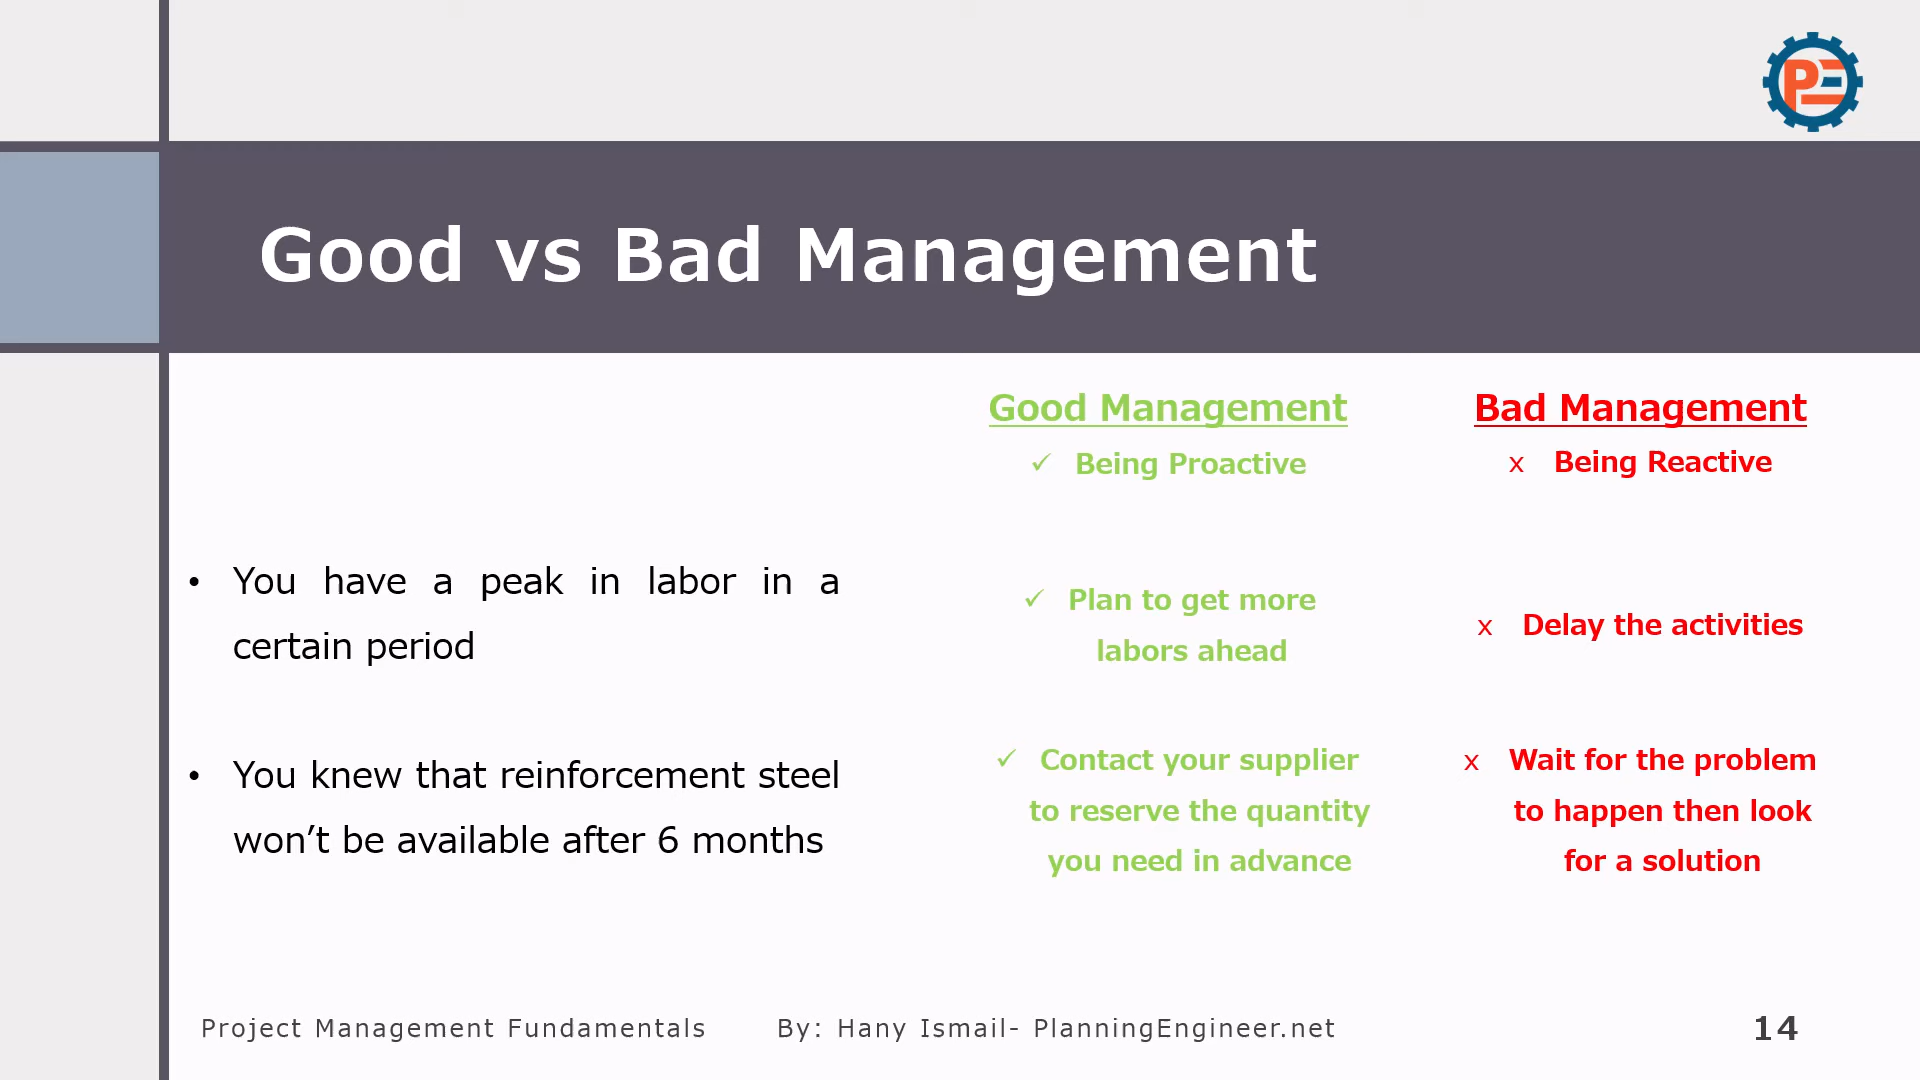 PE
Good vs Bad Management
Good Management
✓ Being Proactive
Bad Management
x Being Reactive
• You have a peak in labor in a
certain period
✓ Plan to get more
labors ahead
x Delay the activities
• You knew that reinforcement steel
won’t be available after 6 months
✓ Contact your supplier
to reserve the quantity
you need in advance
x Wait for the problem
to happen then look
for a solution
Project Management Fundamentals
By: Hany Ismail- PlanningEngineer.net
14